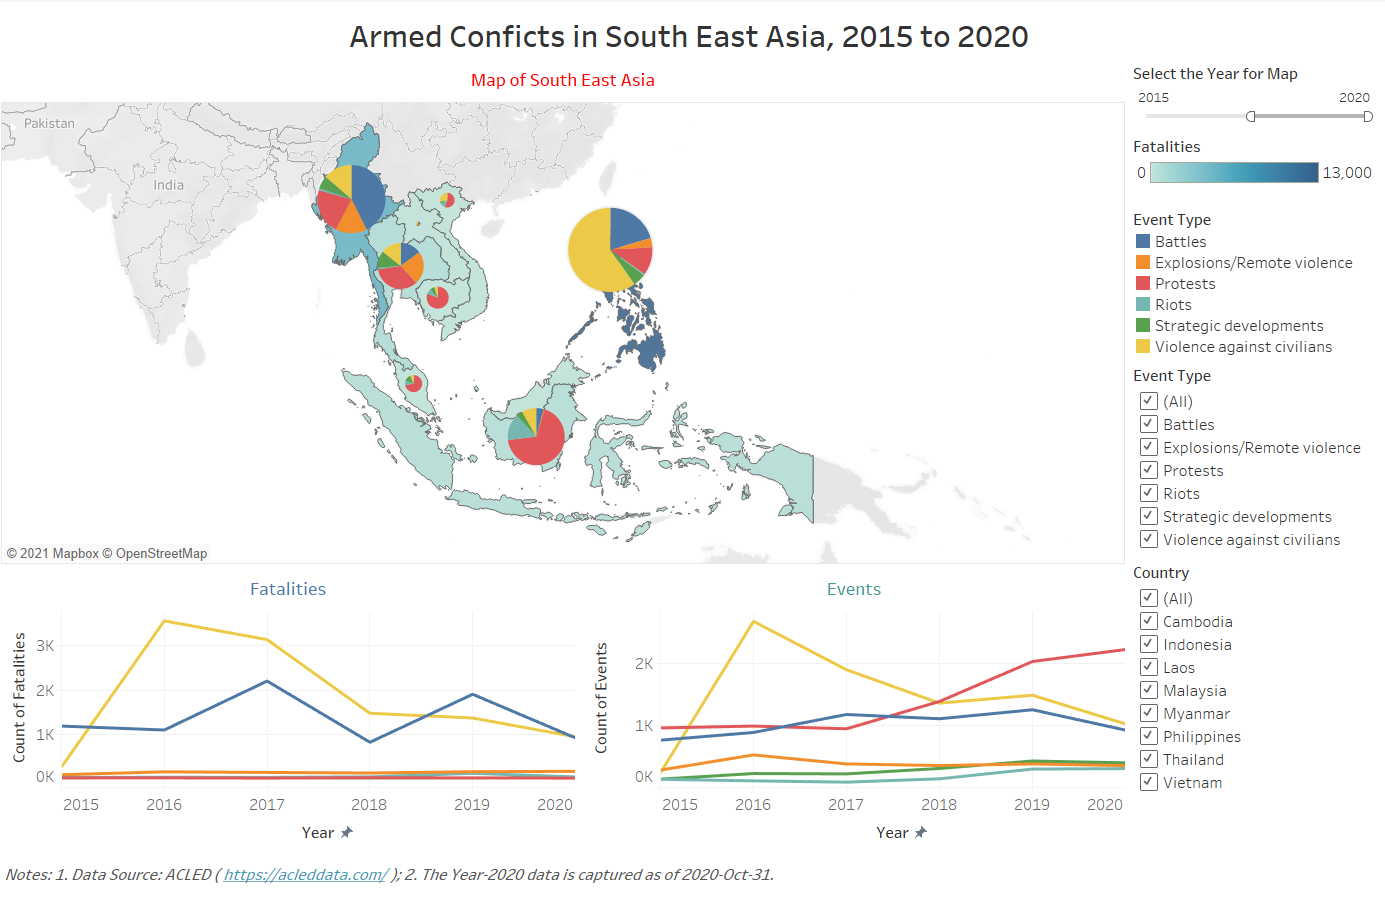 Armed Conficts in South East Asia, 2015 to 2020
Map of South East Asia
Pakistan
India
© 2021 Mapbox © OpenStreetMap
Select the Year for Map
2015 2020
Fatalities
0 13,000
Event Type
Battles
Explosions/Remote violence
Protests
Riots
Strategic developments
Violence against civilians
Event Type
(All)
Battles
Explosions/Remote violence
Protests
Riots
Strategic developments
Violence against civilians
Country
(All)
Cambodia
Indonesia
Laos
Malaysia
Myanmar
Philippines
Thailand
Vietnam
Fatalities
Count of Fatalities
3K
2K
1K
0K
2015 2016 2017 2018 2019 2020
Year
Events
Count of Events
2K
1K
0K
2015 2016 2017 2018 2019 2020
Year
Notes: 1. Data Source: ACLED ( https://acleddata.com/ ); 2. The Year-2020 data is captured as of 2020-Oct-31.